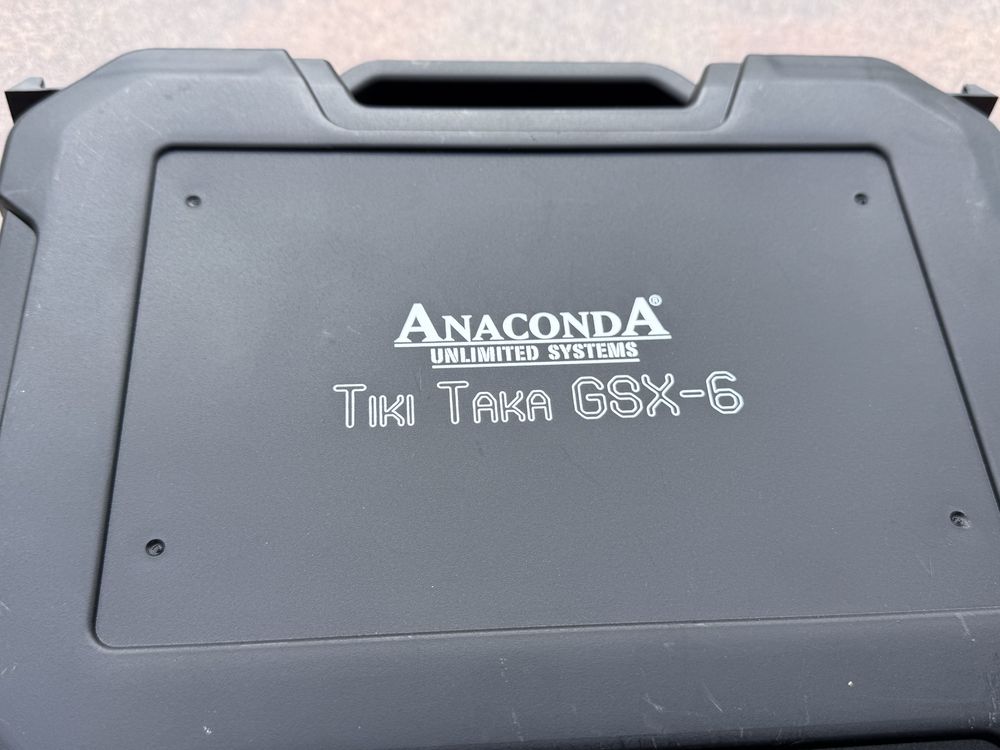 ANACONDA®
UNLIMITED SYSTEMS
TIKI TAKA GSX-6